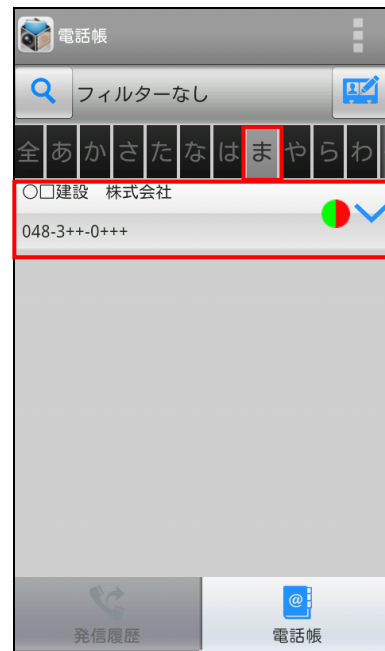 電話帳
フィルターなし
全 あ か さ た な は ま や ら わ
○□建設　株式会社
048-3++-0+++
発信履歴
電話帳